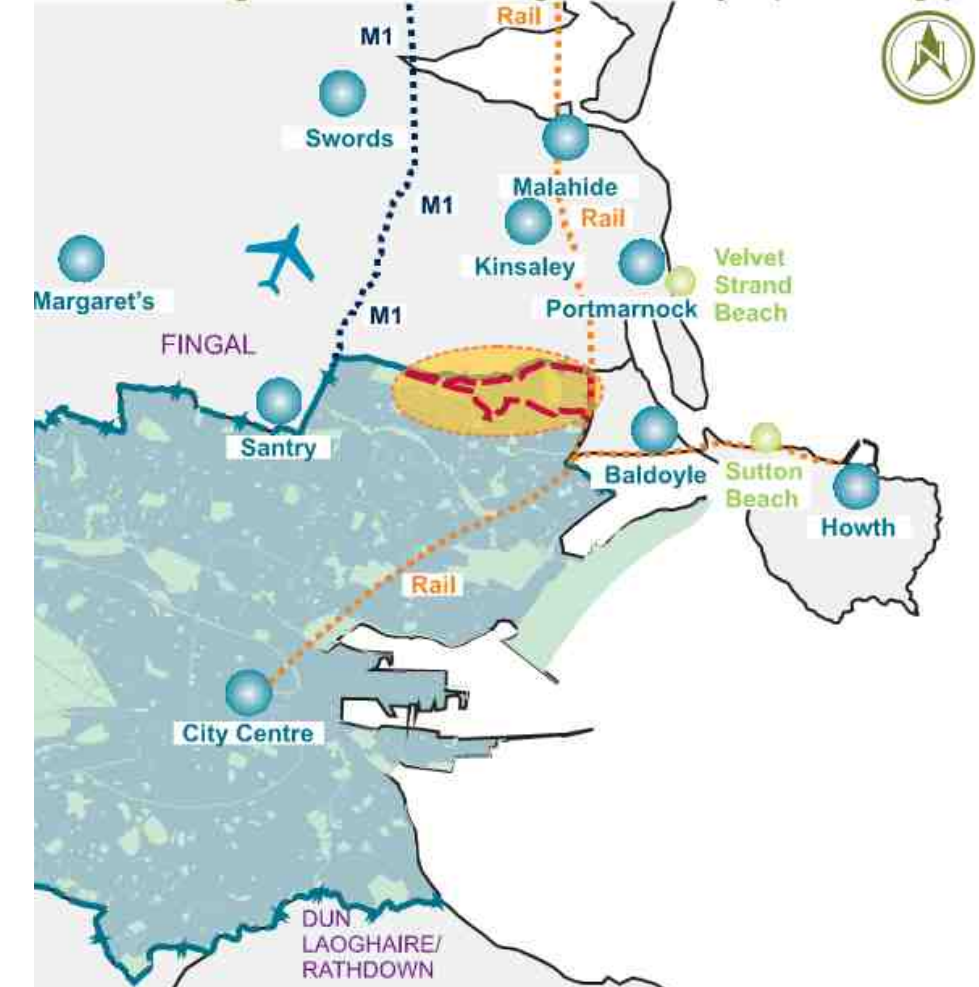 Rail
M1
Swords
Malahide
M1
Rail
Kinsaley
Velvet
Strand
Beach
Margaret's
Portmarnock
M1
FINGAL
Santry
Baldoyle
Sutton
Beach
Howth
Rail
City Centre
DUN
LAOGHAIRE/
RATHDOWN
N